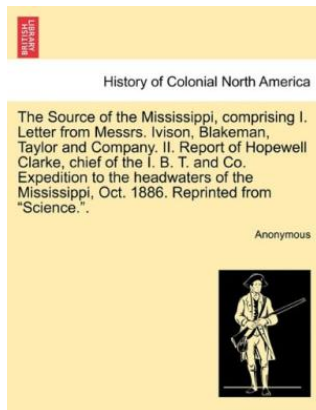 BRITISH
LIBRARY
History of Colonial North America
The Source of the Mississippi, comprising I.
Letter from Messrs. Ivison, Blakeman,
Taylor and Company. II. Report of Hopewell
Clarke, chief of the I. B. T. and Co.
Expedition to the headwaters of the
Mississippi, Oct. 1886. Reprinted from
“Science.”.
Anonymous